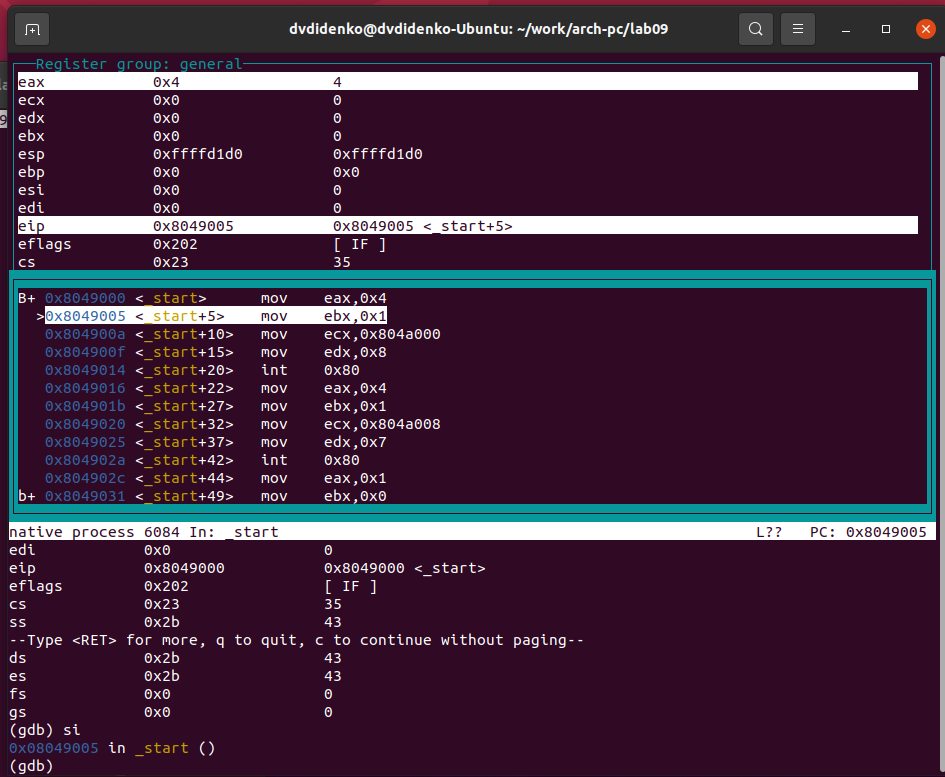 dvdidenko@dvdidenko-Ubuntu: ~/work/arch-pc/lab09
Register group: general
eax 0x4 4
ecx 0x0 0
edx 0x0 0
ebx 0x0 0
esp 0xffffd1d0 0xffffd1d0
ebp 0x0 0x0
esi 0x0 0
edi 0x0 0
eip 0x8049005 0x8049005 <_start+5>
eflags 0x202 [ IF ]
cs 0x23 35
B+ 0x8049000 <_start> mov eax,0x4
>0x8049005 <_start+5> mov ebx,0x1
0x804900a <_start+10> mov ecx,0x804a000
0x804900f <_start+15> mov edx,0x8
0x8049014 <_start+20> int 0x80
0x8049016 <_start+22> mov eax,0x4
0x804901b <_start+27> mov ebx,0x1
0x8049020 <_start+32> mov ecx,0x804a008
0x8049025 <_start+37> mov edx,0x7
0x804902a <_start+42> int 0x80
0x804902c <_start+44> mov eax,0x1
b+ 0x8049031 <_start+49> mov ebx,0x0
native process 6084 In: _start L?? PC: 0x8049005
edi 0x0 0
eip 0x8049000 0x8049000 <_start>
eflags 0x202 [ IF ]
cs 0x23 35
ss 0x2b 43
--Type <RET> for more, q to quit, c to continue without paging--
ds 0x2b 43
es 0x2b 43
fs 0x0 0
gs 0x0 0
(gdb) si
0x08049005 in _start ()
(gdb)